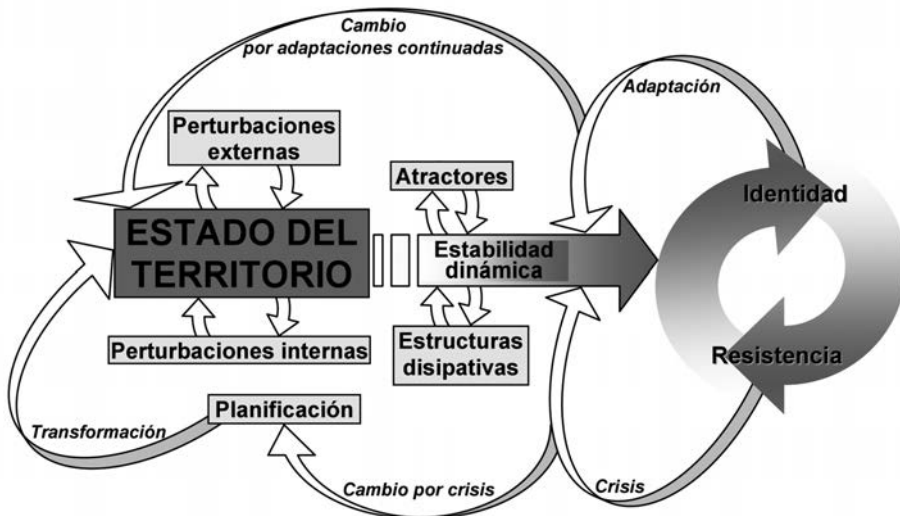 Cambio
por adaptaciones continuadas
Adaptación
Perturbaciones
externas
Atractores
Identidad
ESTADO DEL
TERRITORIO
Estabilidad
dinámica
Perturbaciones internas
Estructuras
disipativas
Resistencia
Planificación
Transformación
Cambio por crisis
Crisis